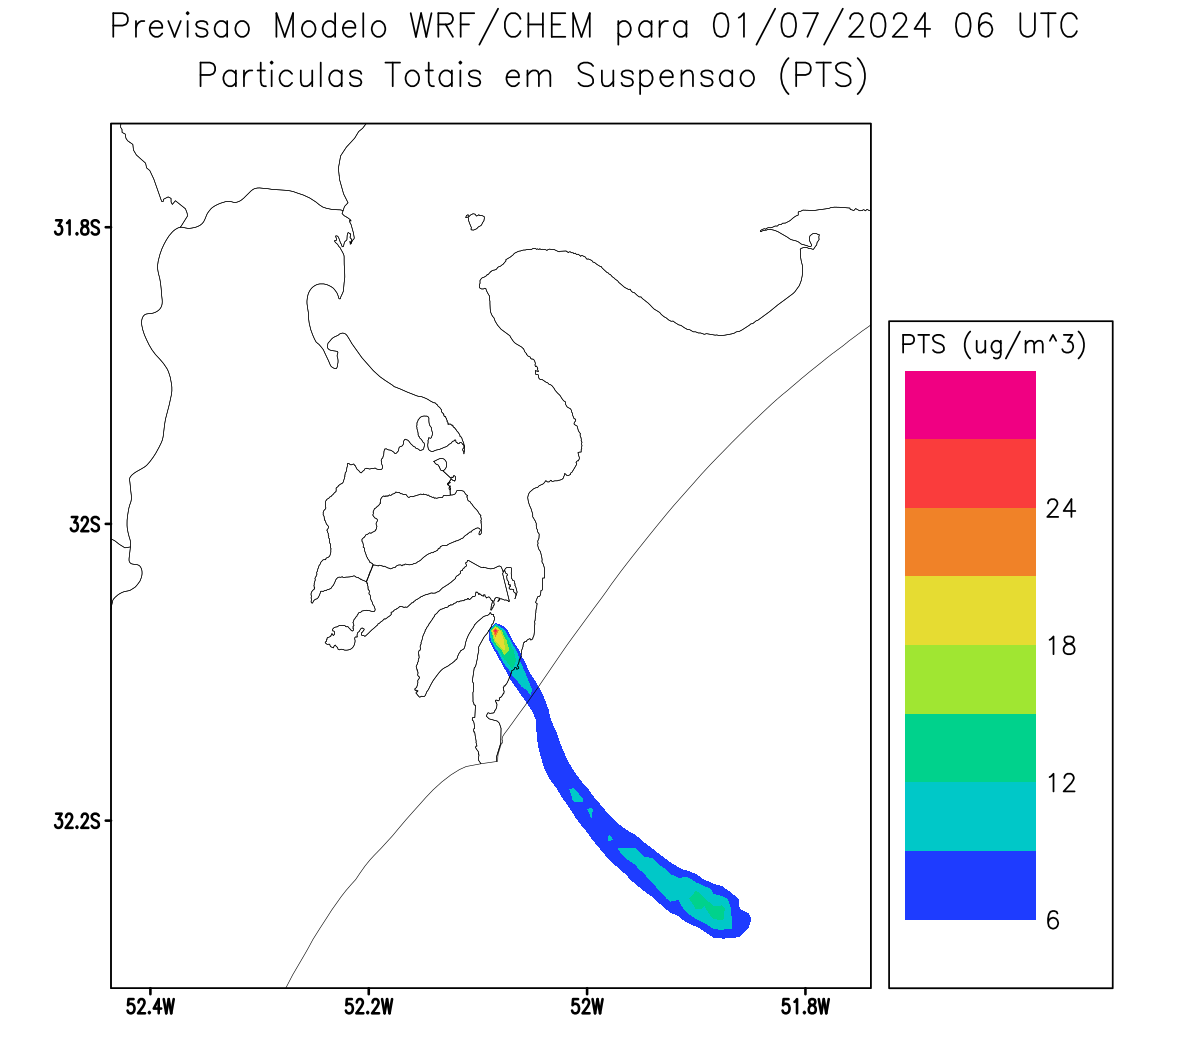 Previsao Modelo WRF/CHEM para 01/07/2024 06 UTC
Particulas Totais em Suspensao (PTS)
31.8S
32S
32.2S
52.4W
52.2W
52W
51.8W
PTS (ug/m^3)
24
18
12
6